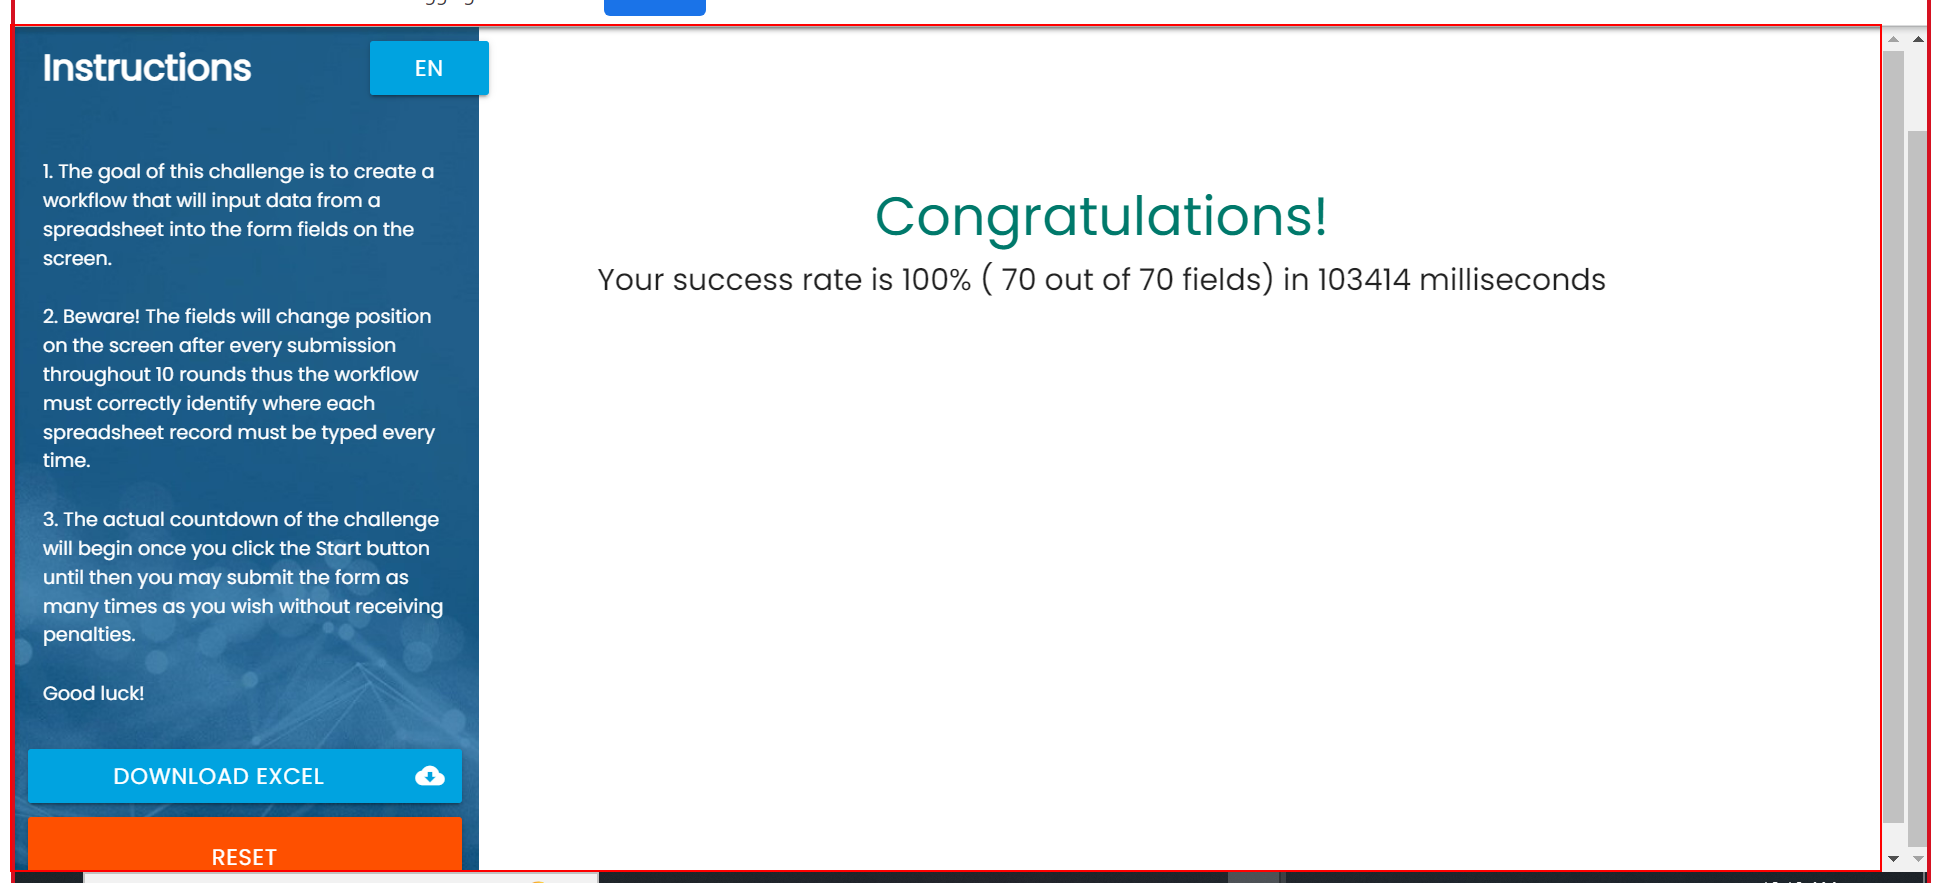 Instructions
EN
1. The goal of this challenge is to create a
workflow that will input data from a
spreadsheet into the form fields on the
screen.
2. Beware! The fields will change position
on the screen after every submission
throughout 10 rounds thus the workflow
must correctly identify where each
spreadsheet record must be typed every
time.
3. The actual countdown of the challenge
will begin once you click the Start button
until then you may submit the form as
many times as you wish without receiving
penalties.
Good luck!
DOWNLOAD EXCEL
RESET
Congratulations!
Your success rate is 100% ( 70 out of 70 fields) in 103414 milliseconds